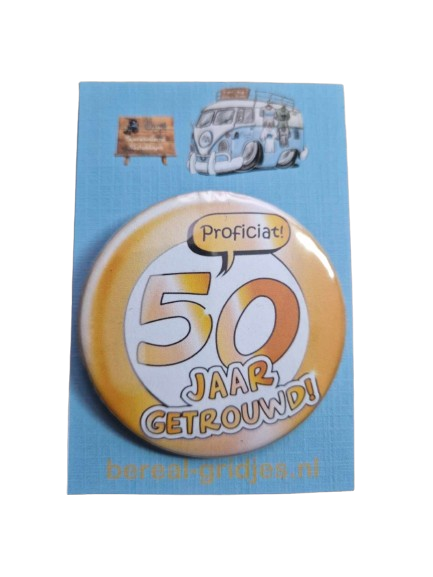 Proficiat!
50
JAAR
GETROUWD!
bereal-gridjes.nl